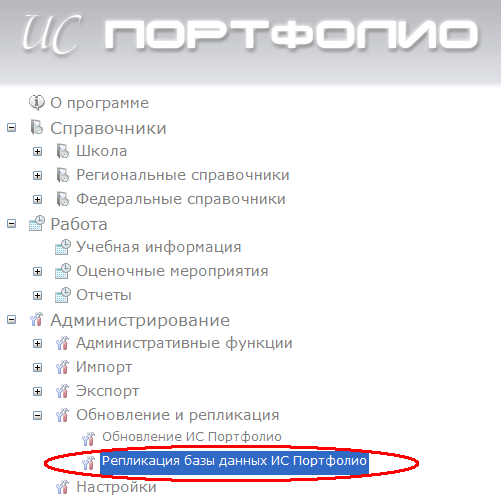 ИС ПОРТФОЛИО
О программе
Справочники
Школа
Региональные справочники
Федеральные справочники
Работа
Учебная информация
Оценочные мероприятия
Отчеты
Администрирование
Административные функции
Импорт
Экспорт
Обновление и репликация
Обновление ИС Портфолио
Репликация базы данных ИС Портфолио
Настройки